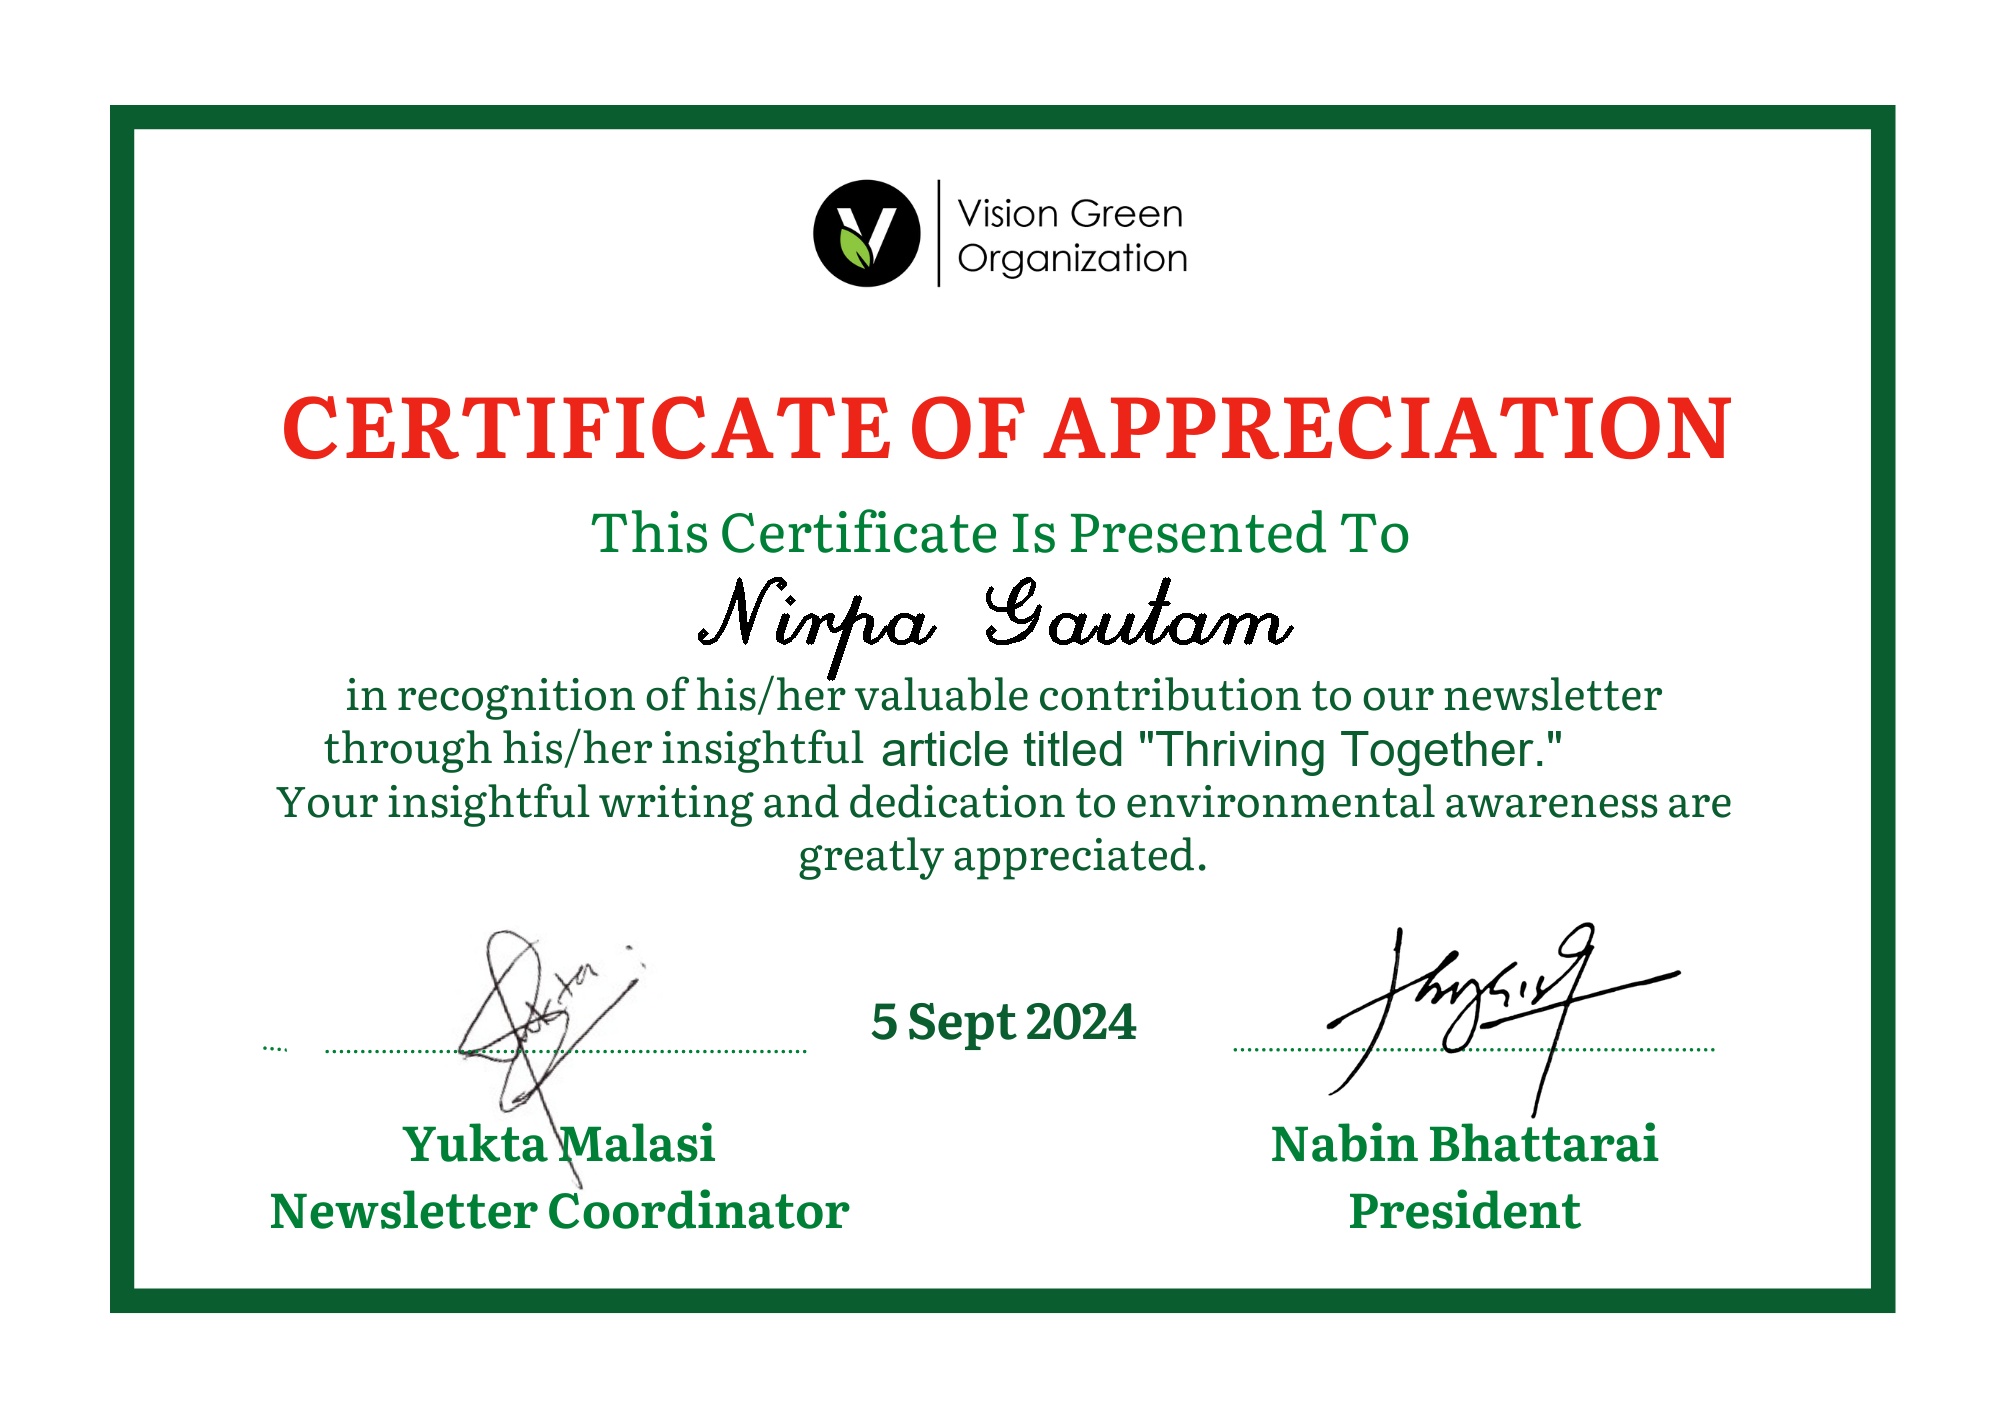 Vision Green
Organization
CERTIFICATE OF APPRECIATION
This Certificate Is Presented To
Nirpa Gautam
in recognition of his/her valuable contribution to our newsletter
through his/her insightful article titled "Thriving Together."
Your insightful writing and dedication to environmental awareness are
greatly appreciated.
5 Sept 2024
Yukta Malasi
Newsletter Coordinator
Nabin Bhattarai
President